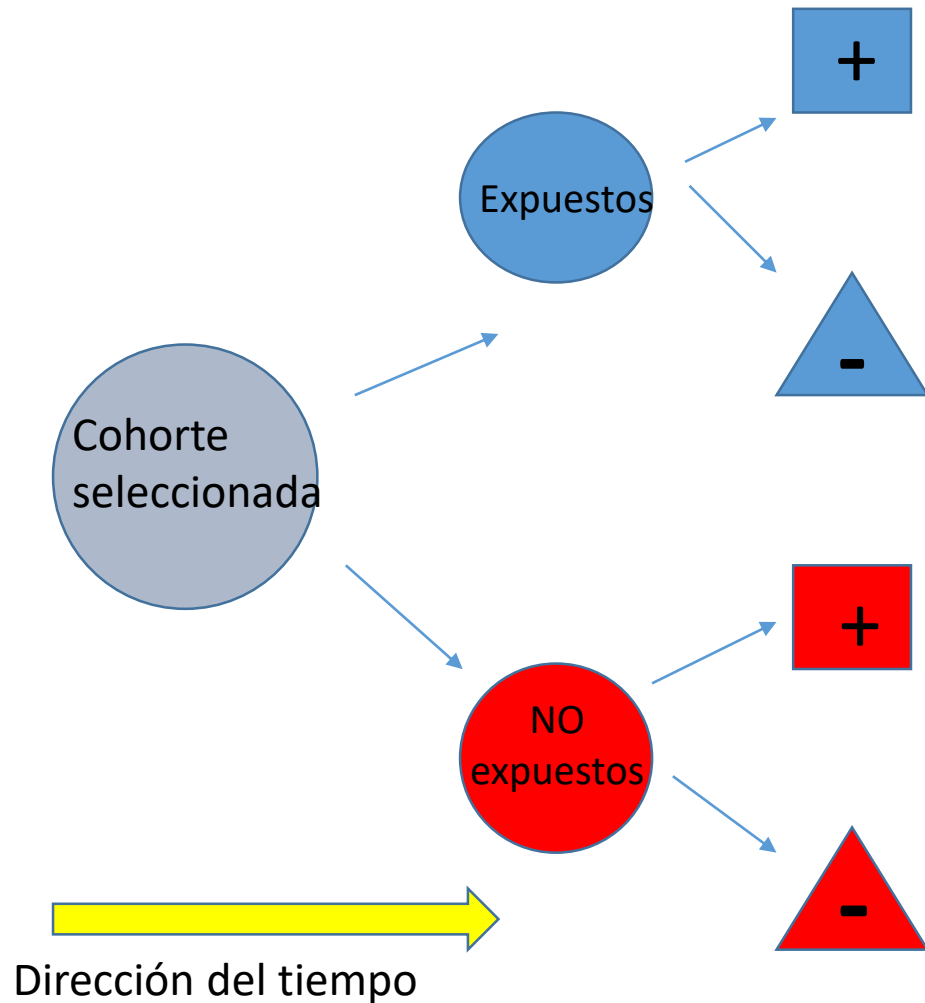 +
Expuestos
-
Cohorte
seleccionada
+
NO
expuestos
-
Dirección del tiempo